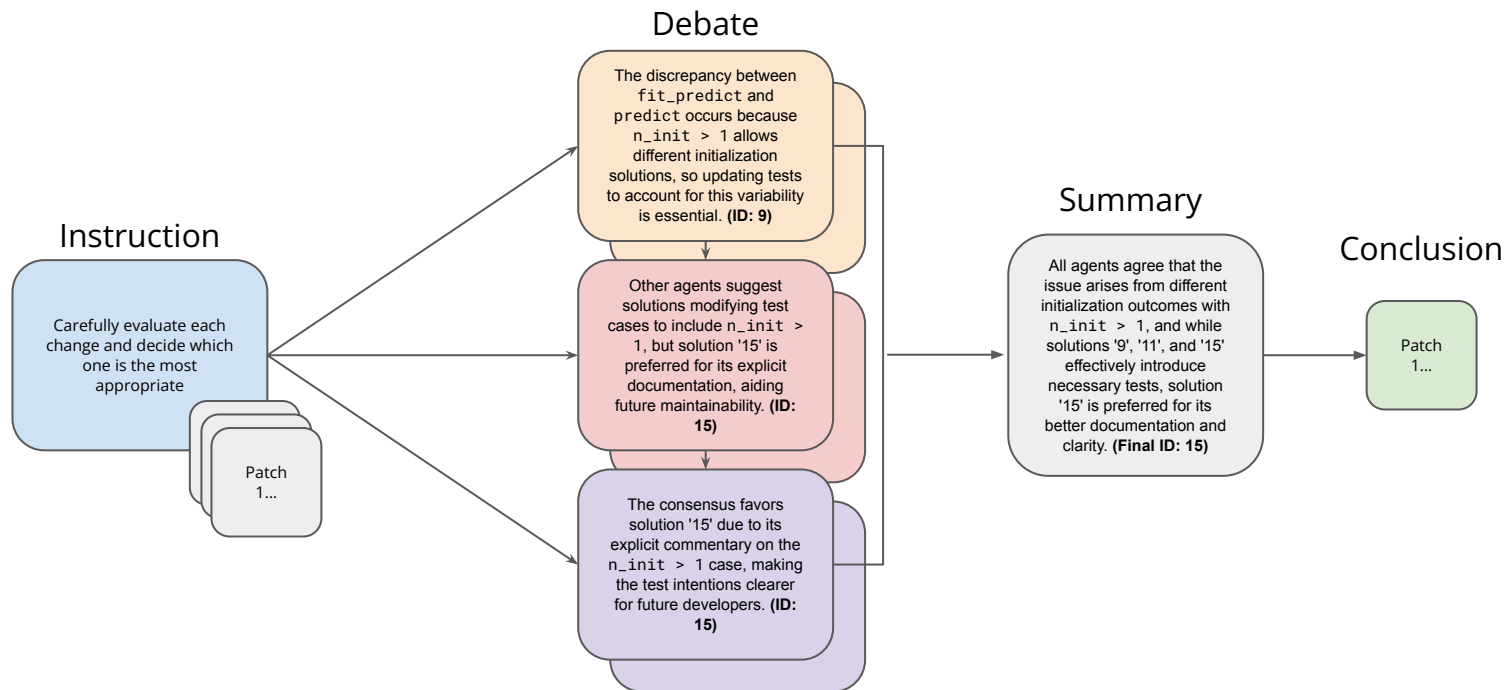 Debate
The discrepancy between
fit_predict and
predict occurs because
n_init > 1 allows
different initialization
solutions, so updating tests
to account for this variability
is essential. (ID: 9)
Instruction
Carefully evaluate each
change and decide which
one is the most
appropriate
Patch
1...
Other agents suggest
solutions modifying test
cases to include n_init >
1, but solution '15' is
preferred for its explicit
documentation, aiding
future maintainability. (ID:
15)
The consensus favors
solution '15' due to its
explicit commentary on the
n_init > 1 case, making
the test intentions clearer
for future developers. (ID:
15)
Summary
All agents agree that the
issue arises from different
initialization outcomes with
n_init > 1, and while
solutions '9', '11', and '15'
effectively introduce
necessary tests, solution
'15' is preferred for its
better documentation and
clarity. (Final ID: 15)
Conclusion
Patch
1...